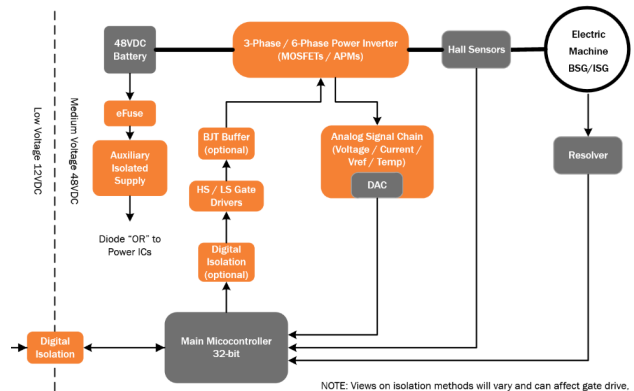 48VDC
Battery
3-Phase / 6-Phase Power Inverter
(MOSFETs / APMs)
Hall Sensors
Electric
Machine
BSG/ISG
Low Voltage 12VDC
Medium Voltage 48VDC
eFuse
Auxiliary
Isolated
Supply
Diode “OR” to
Power ICs
BJT Buffer
(optional)
HS / LS Gate
Drivers
Digital
Isolation
(optional)
Analog Signal Chain
(Voltage / Current /
Vref / Temp)
DAC
Resolver
Digital
Isolation
Main Micocontroller
32-bit
NOTE: Views on isolation methods will vary and can affect gate drive.